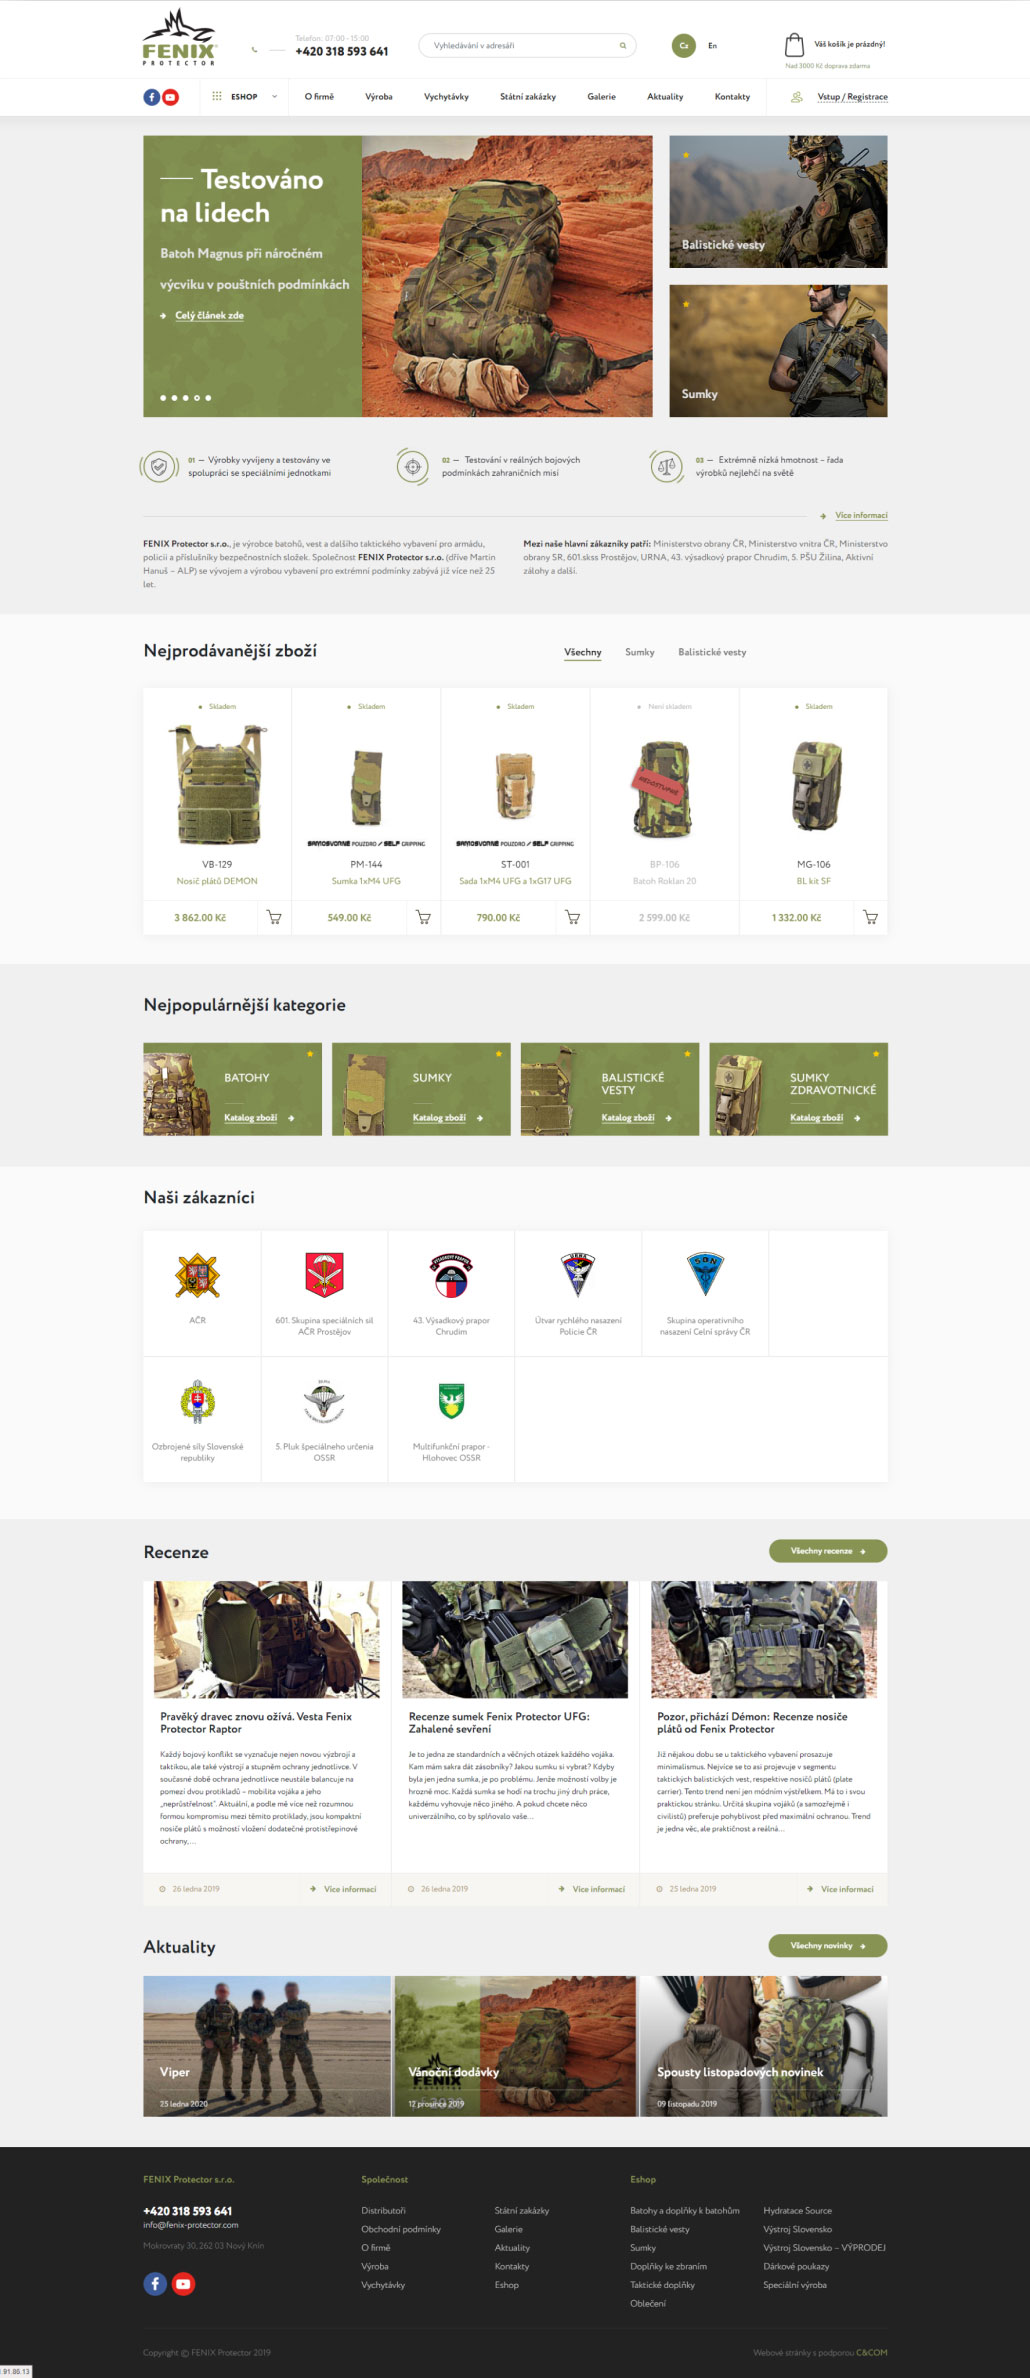 FENIX
PROTECTOR
Telefon: 07:00 - 15:00
+420 318 593 641
Vyhledávání v adresáři
Cz
En
Váš košík je prázdný!
Nad 3000 Kč doprava zdarma
ESHOP
O firmě
Výroba
Vychytávky
Státní zakázky
Galerie
Aktuality
Kontakty
Vstup / Registrace
Testováno
na lidech
Batoh Magnus při náročném
výcviku v pouštních podmínkách
Celý článek zde
Balistické vesty
Sumky
01 — Výrobky vyvíjeny a testovány ve
spolupráci se speciálními jednotkami
02 — Testování v reálných bojových
podmínkách zahraničních misí
03 — Extrémně nízká hmotnost – řada
výrobků nejlehčí na světě
Více informací
FENIX Protector s.r.o., je výrobce batohů, vest a dalšího taktického vybavení pro armádu,
policii a příslušníky bezpečnostních složek. Společnost FENIX Protector s.r.o. (dříve Martin
Hanuš – ALP) se vývojem a výrobou vybavení pro extrémní podmínky zabývá již více než 25
let.
Mezi naše hlavní zákazníky patří: Ministerstvo obrany ČR, Ministerstvo vnitra ČR, Ministerstvo
obrany SR, 601.skss Prostějov, URNA, 43. výsadkový prapor Chrudim, 5. PŠU Žilina, Aktivní
zálohy a další.
Nejprodávanější zboží
Všechny
Sumky
Balistické vesty
Skladem
VB-129
Nosič plátů DEMON
3 862.00 Kč
Skladem
SAMOSVORNE POUZDRO / SELF GRIPPING
PM-144
Sumka 1xM4 UFG
549.00 Kč
Skladem
SAMOSVORNE POUZDRO / SELF GRIPPING
ST-001
Sada 1xM4 UFG a 1xG17 UFG
790.00 Kč
Není skladem
NEDOSTUPNÉ
BP-106
Batoh Roklan 20
2 599.00 Kč
Skladem
MG-106
BL kit SF
1 332.00 Kč
Nejpopulárnější kategorie
BATOHY
Katalog zboží
SUMKY
Katalog zboží
BALISTICKÉ
VESTY
Katalog zboží
SUMKY
ZDRAVOTNICKÉ
Katalog zboží
Naši zákazníci
AČR
601. Skupina speciálních sil
AČR Prostějov
43. Výsadkový prapor
Chrudim
URNA
Útvar rychlého nasazení
Policie ČR
SON
Skupina operativního
nasazení Celní správy ČR
Ozbrojené síly Slovenské
republiky
5. Pluk špeciálneho určenia
OSSR
Multifunkční prapor -
Hlohovec OSSR
Recenze
Všechny recenze
Pravěký dravec znovu ožívá. Vesta Fenix
Protector Raptor
Každý bojový konflikt se vyznačuje nejen novou výzbrojí a
taktikou, ale také výstrojí a stupněm ochrany jednotlivce. V
současné době ochrana jednotlivce neustále balancuje na
pomezí dvou protikladů – mobilita vojáka a jeho
„neprůstřelnost“. Aktuální, a podle mě více než rozumnou
formou kompromisu mezi těmito protiklady, jsou kompaktní
nosiče plátů s možností vložení dodatečné protistřepinové
ochrany,...
26 ledna 2019
Více informací
Recenze sumek Fenix Protector UFG:
Zahalené sevření
Je to jedna ze standardních a věčných otázek každého vojáka.
Kam mám sakra dát zásobníky? Jakou sumku si vybrat? Kdyby
byla jen jedna sumka, je po problému. Jenže možností volby je
hrozně moc. Každá sumka se hodí na trochu jiný druh práce,
každému vyhovuje něco jiného. A pokud chcete něco
univerzálního, co by splňovalo vaše...
26 ledna 2019
Více informací
Pozor, přichází Démon: Recenze nosiče
plátů od Fenix Protector
Již nějakou dobu se u taktického vybavení prosazuje
minimalismus. Nejvíce se to asi projevuje v segmentu
taktických balistických vest, respektive nosičů plátů (plate
carrier). Tento trend není jen módním výstřelkem. Má to i svou
praktickou stránku. Určitá skupina vojáků (a samozřejmě i
civilistů) preferuje pohyblivost před maximální ochranou. Trend
je jedna věc, ale praktičnost a reálná...
25 ledna 2019
Více informací
Aktuality
Všechny novinky
Viper
23 ledna 2020
FENIX
Vánoční dodávky
12 prosince 2019
Spousty listopadových novinek
09 listopadu 2019
FENIX Protector s.r.o.
+420 318 593 641
info@fenix-protector.com
Mokrovraty 30, 262 03 Nový Knín
Společnost
Distributoři
Obchodní podmínky
O firmě
Výroba
Vychytávky
Státní zakázky
Galerie
Aktuality
Kontakty
Eshop
Eshop
Batohy a doplňky k batohům
Balistické vesty
Sumky
Doplňky ke zbraním
Taktické doplňky
Oblečení
Hydratace Source
Výstroj Slovensko
Výstroj Slovensko – VÝPRODEJ
Dárkové poukazy
Speciální výroba
Copyright © FENIX Protector 2019
Webové stránky s podporou C&COM
91.86.13